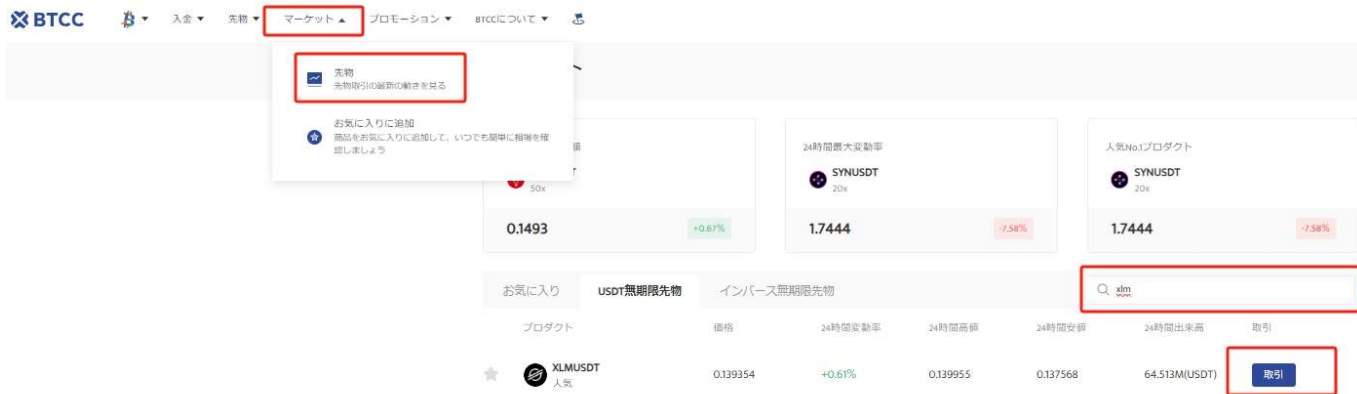 BTCC
入金
先物
マーケット
プロモーション
BTCCについて
先物
先物取引の最新の動きを見る
お気に入りに追加
商品をお気に入りに追加して、いつでも簡単に相場を確
認しましょう
50x
0.1493
+0.67%
24時間最大変動率
SYNUSDT
20x
1.7444
-7.58%
人気No.1プロダクト
SYNUSDT
20x
1.7444
-7.58%
お気に入り
USDT無期限先物
インバース無期限先物
xlm
プロダクト
価格
24時間変動率
24時間高値
24時間安値
24時間出来高
取引
XLMUSDT
人気
0.139354
+0.61%
0.139955
0.137568
64.513M(USDT)
取引